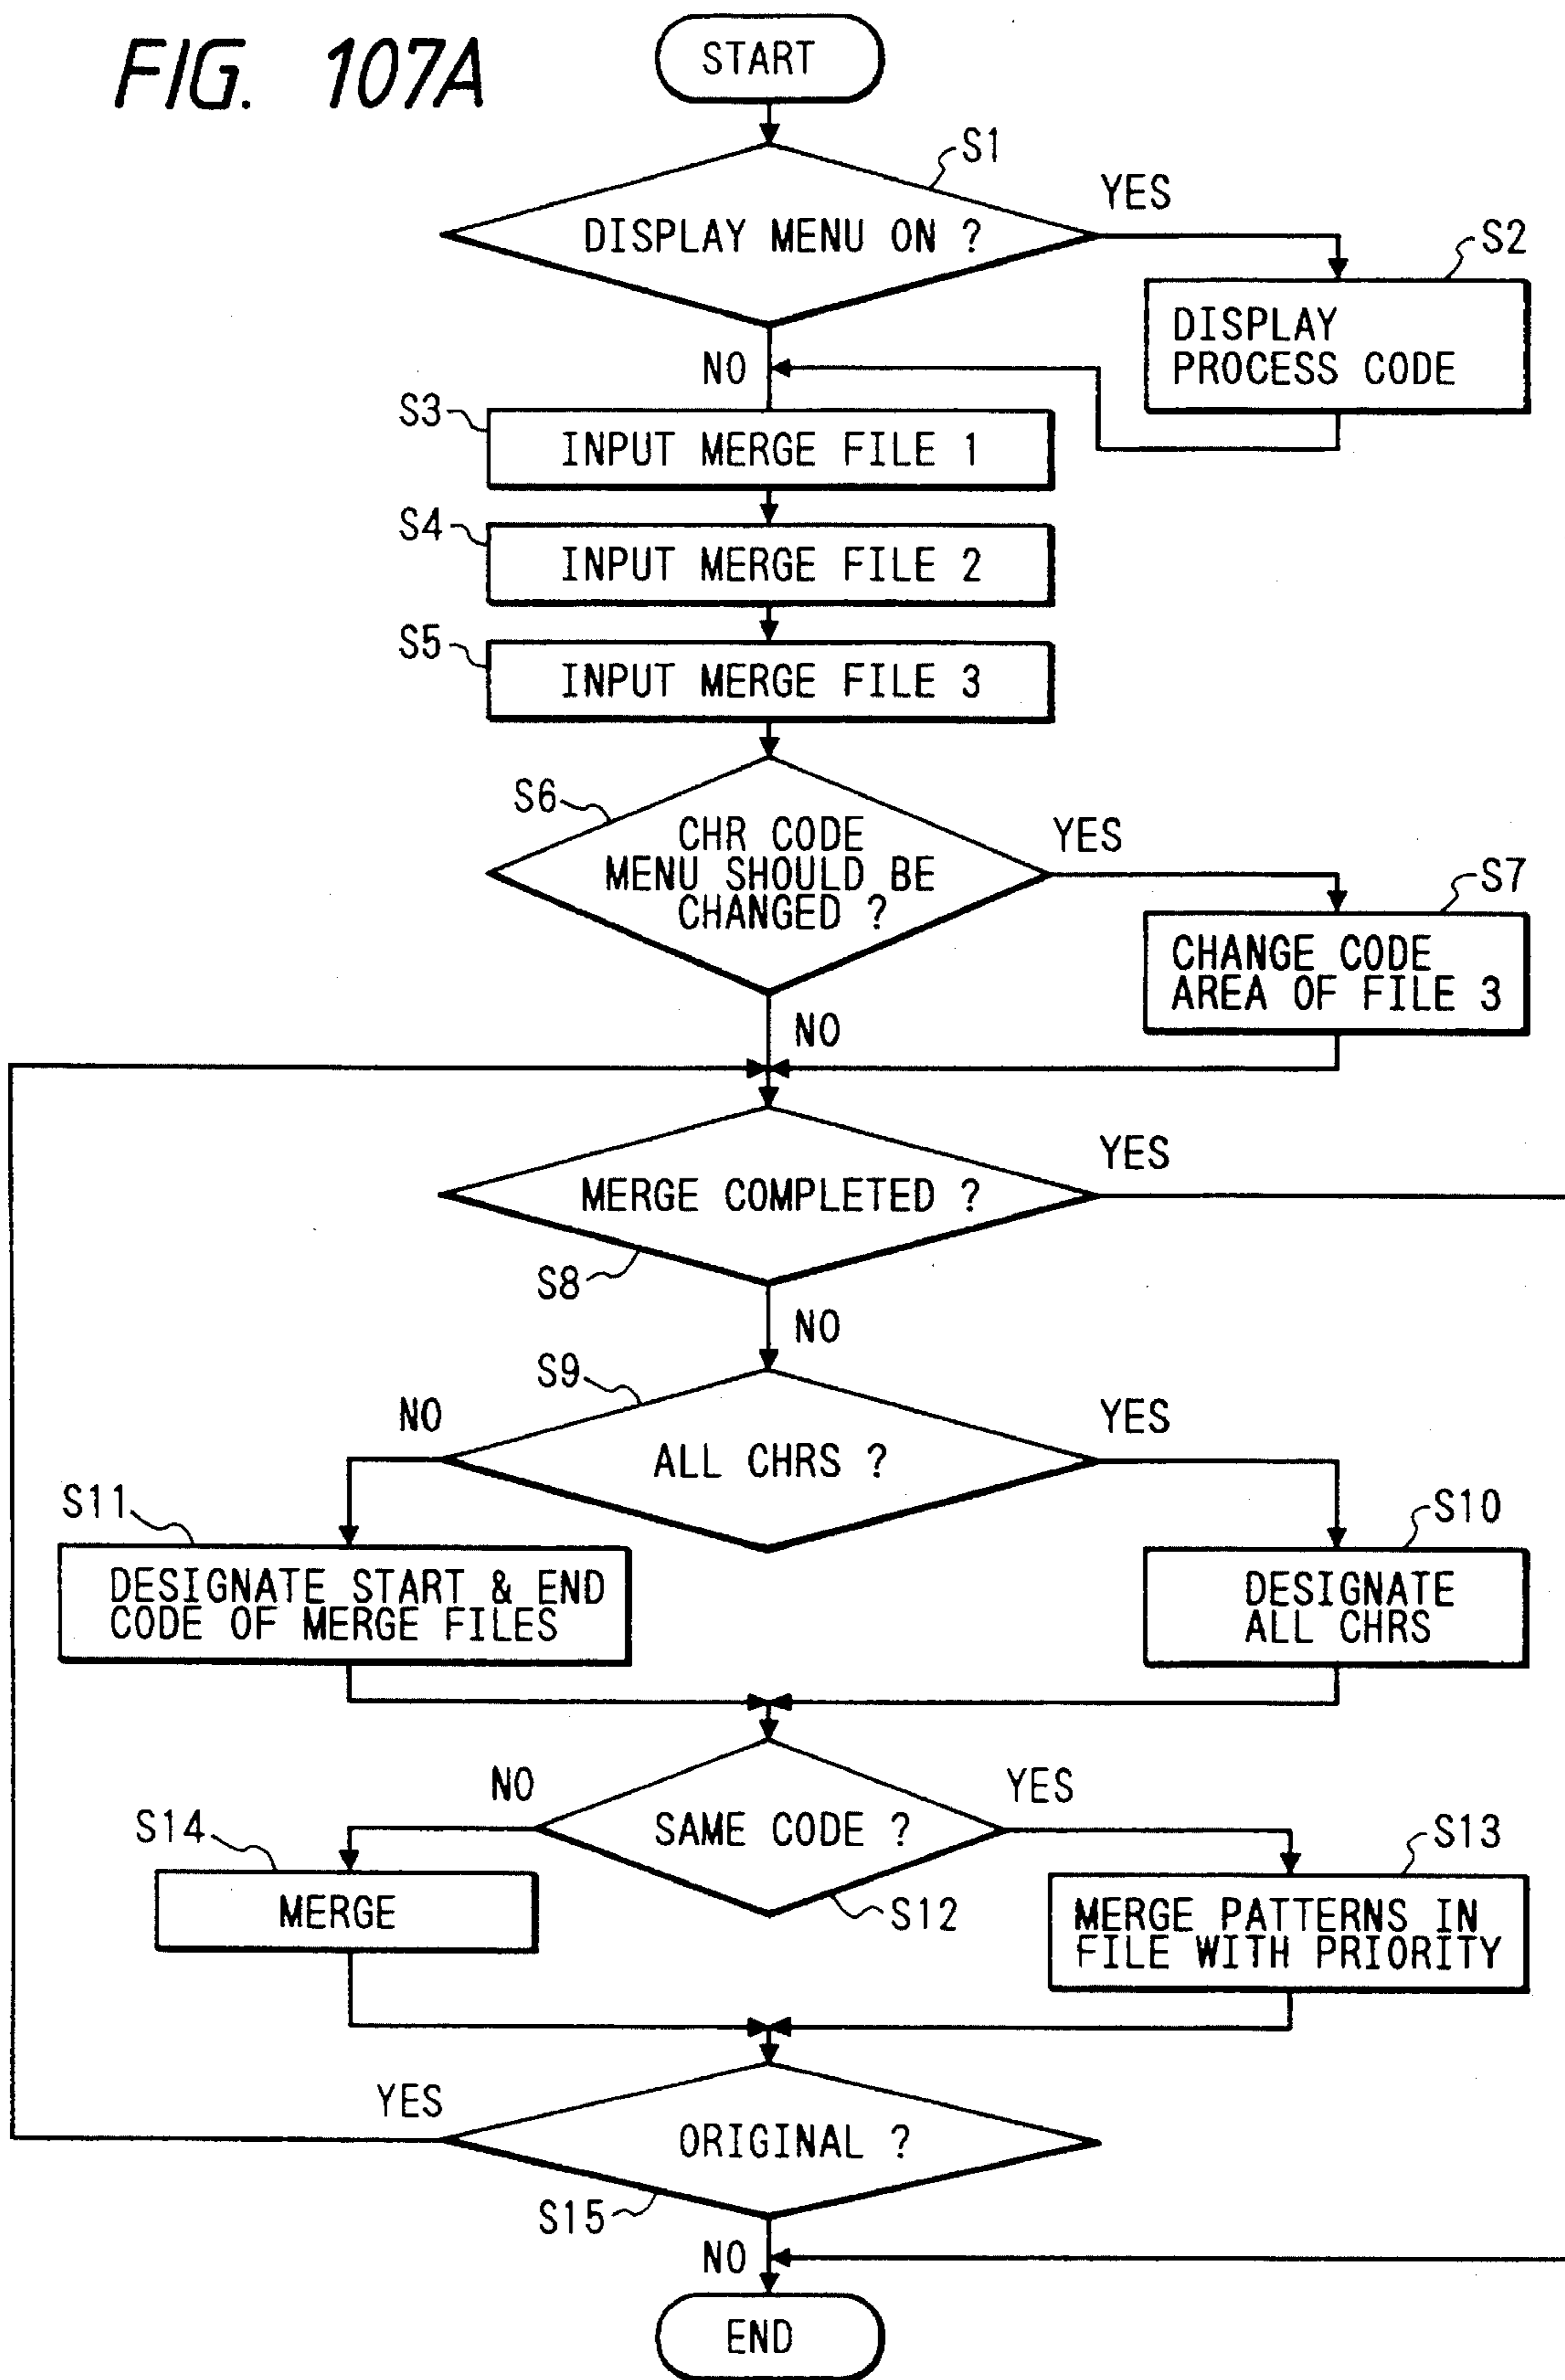 FIG. 107A
START
S1
YES
DISPLAY MENU ON ?
S2
DISPLAY
PROCESS CODE
NO
S3
INPUT MERGE FILE 1
S4
INPUT MERGE FILE 2
S5
INPUT MERGE FILE 3
S6
CHR CODE
MENU SHOULD BE
CHANGED ?
YES
S7
CHANGE CODE
AREA OF FILE 3
NO
YES
MERGE COMPLETED ?
S8
NO
S9
NO
YES
ALL CHRS ?
S11
S10
DESIGNATE START & END
CODE OF MERGE FILES
DESIGNATE
ALL CHRS
NO
YES
SAME CODE ?
S14
S13
S12
MERGE
MERGE PATTERNS IN
FILE WITH PRIORITY
YES
ORIGINAL ?
S15
NO
END